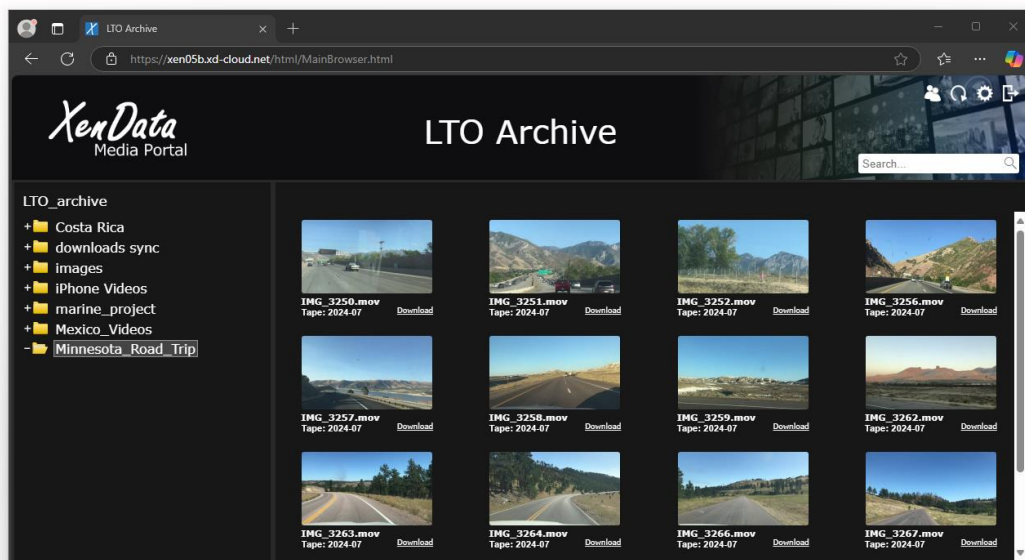 LTO Archive
https://xen05b.xd-cloud.net/html/MainBrowser.html
XenData
Media Portal
LTO Archive
Search...
LTO_archive
Costa Rica
downloads sync
images
iPhone Videos
marine_project
Mexico_Videos
Minnesota_Road_Trip
IMG_3250.mov
Tape: 2024-07 Download
IMG_3251.mov
Tape: 2024-07 Download
IMG_3252.mov
Tape: 2024-07 Download
IMG_3256.mov
Tape: 2024-07 Download
IMG_3257.mov
Tape: 2024-07 Download
IMG_3258.mov
Tape: 2024-07 Download
IMG_3259.mov
Tape: 2024-07 Download
IMG_3262.mov
Tape: 2024-07 Download
IMG_3263.mov
Tape: 2024-07 Download
IMG_3264.mov
Tape: 2024-07 Download
IMG_3266.mov
Tape: 2024-07 Download
IMG_3267.mov
Tape: 2024-07 Download